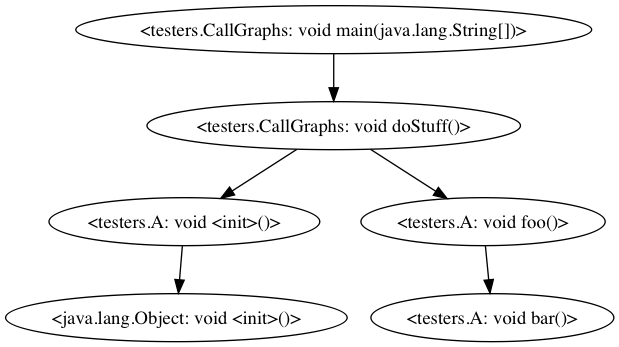 <testers.CallGraphs: void main(java.lang.String[])>
<testers.CallGraphs: void doStuff()>
<testers.A: void <init>()>
<testers.A: void foo()>
<java.lang.Object: void <init>()>
<testers.A: void bar()>